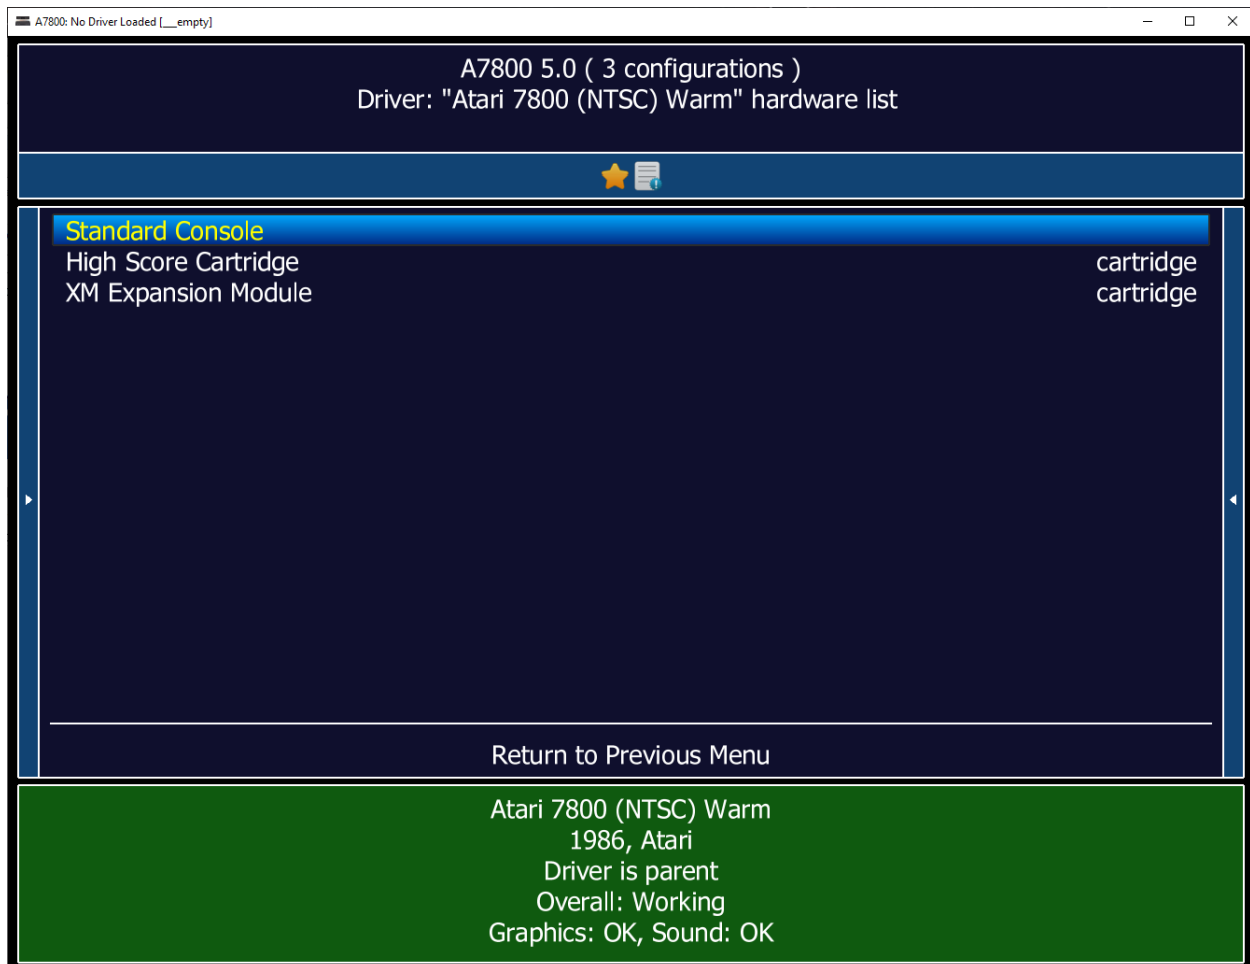 A7800: No Driver Loaded [___empty]
A7800 5.0 ( 3 configurations )
Driver: "Atari 7800 (NTSC) Warm" hardware list
Standard Console
High Score Cartridge cartridge
XM Expansion Module cartridge
Return to Previous Menu
Atari 7800 (NTSC) Warm
1986, Atari
Driver is parent
Overall: Working
Graphics: OK, Sound: OK